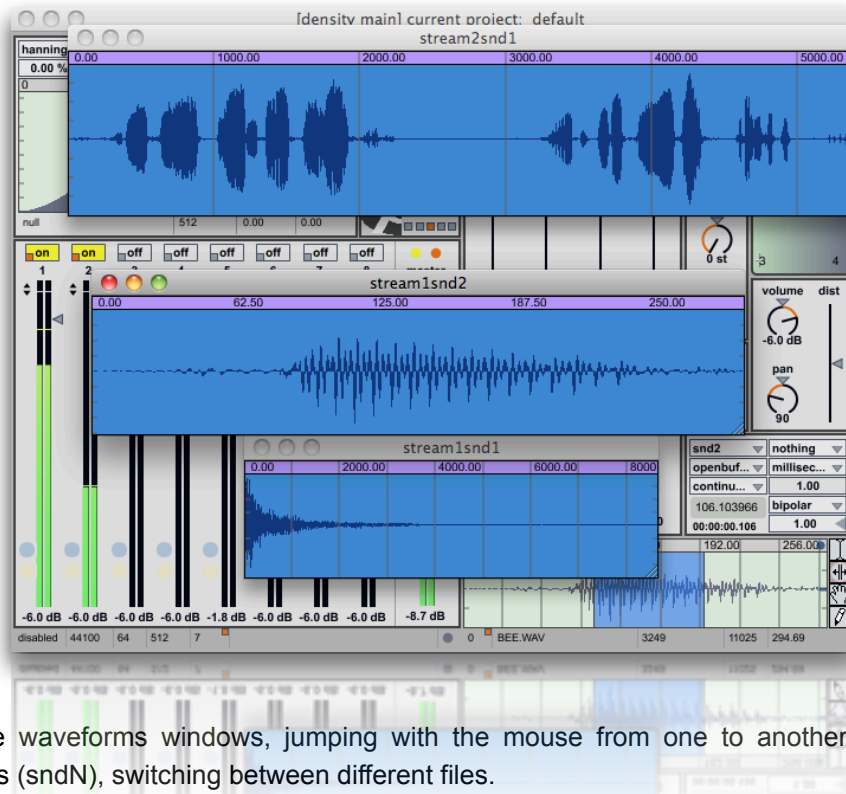 [density main] current project: default
stream2snd1
hanning
0.00 %
0
0.00 1000.00 2000.00 3000.00 4000.00 5000.00
null 512 0.00 0.00
on on off off off off off off
1 2
0 st
-3 4
stream1snd2
0.00 62.50 125.00 187.50 250.00
volume dist
-6.0 dB
pan
90
stream1snd1
0.00 2000.00 4000.00 6000.00 8000
snd2 nothing
openbuf... millisec...
continu... 1.00
106.103966 bipolar
00:00:00.106 1.00
192.00 256.00
-6.0 dB -6.0 dB -6.0 dB -6.0 dB -1.8 dB -6.0 dB -6.0 dB -6.0 dB -8.7 dB
disabled 44100 64 512 7 0 BEE.WAV 3249 11025 294.69
waveforms windows, jumping with the mouse from one to another
(sndN), switching between different files.